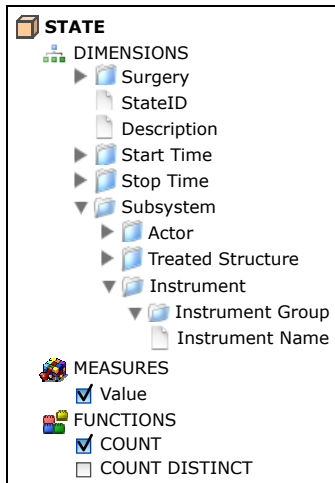 STATE
DIMENSIONS
Surgery
StateID
Description
Start Time
Stop Time
Subsystem
Actor
Treated Structure
Instrument
Instrument Group
Instrument Name
MEASURES
Value
FUNCTIONS
COUNT
COUNT DISTINCT